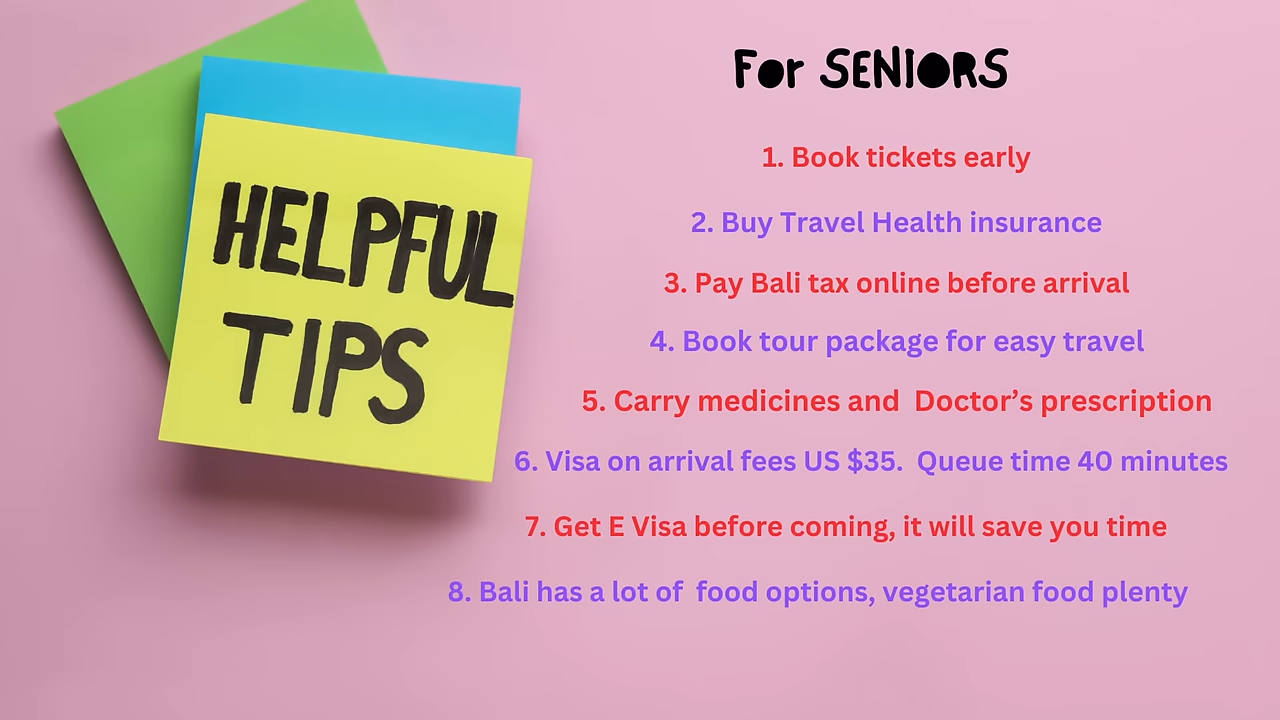 HELPFUL
TIPS
For SENIORS
1. Book tickets early
2. Buy Travel Health insurance
3. Pay Bali tax online before arrival
4. Book tour package for easy travel
5. Carry medicines and  Doctor’s prescription
6. Visa on arrival fees US $35.  Queue time 40 minutes
7. Get E Visa before coming, it will save you time
8. Bali has a lot of  food options, vegetarian food plenty